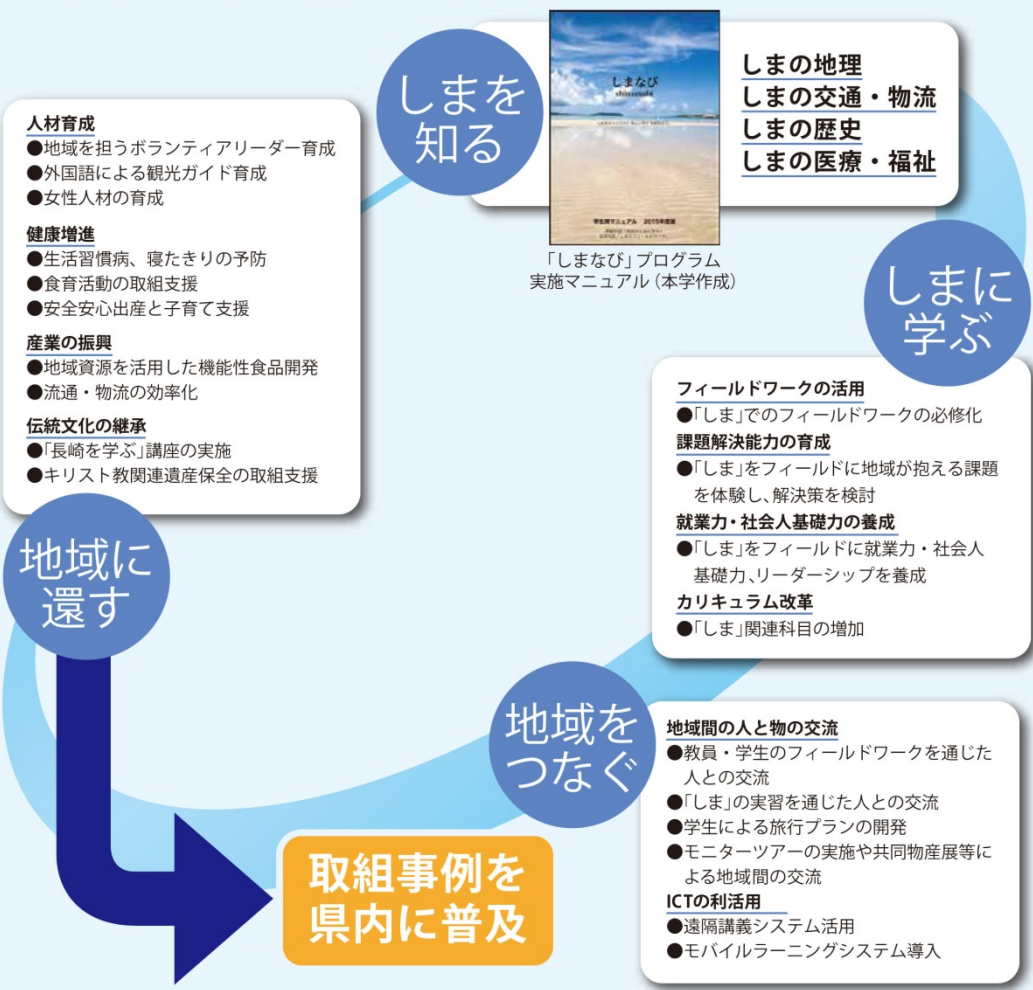 しまを
知る
しまなび
shimanabi
学生用マニュアル 2015年度版
「しまなび」プログラム
実施マニュアル（本学作成）
しまの地理
しまの交通・物流
しまの歴史
しまの医療・福祉
しまに
学ぶ
フィールドワークの活用
●「しま」でのフィールドワークの必修化
課題解決能力の育成
●「しま」をフィールドに地域が抱える課題
を体験し、解決策を検討
就業力・社会人基礎力の養成
●「しま」をフィールドに就業力・社会人
基礎力、リーダーシップを養成
カリキュラム改革
●「しま」関連科目の増加
地域を
つなぐ
地域間の人と物の交流
●教員・学生のフィールドワークを通じた
人との交流
●「しま」の実習を通じた人との交流
●学生による旅行プランの開発
●モニターツアーの実施や共同物産展等に
よる地域間の交流
ICTの利活用
●遠隔講義システム活用
●モバイルラーニングシステム導入
人材育成
●地域を担うボランティアリーダー育成
●外国語による観光ガイド育成
●女性人材の育成
健康増進
●生活習慣病、寝たきりの予防
●食育活動の取組支援
●安全安心出産と子育て支援
産業の振興
●地域資源を活用した機能性食品開発
●流通・物流の効率化
伝統文化の継承
●「長崎を学ぶ」講座の実施
●キリスト教関連遺産保全の取組支援
地域に
還す
取組事例を
県内に普及